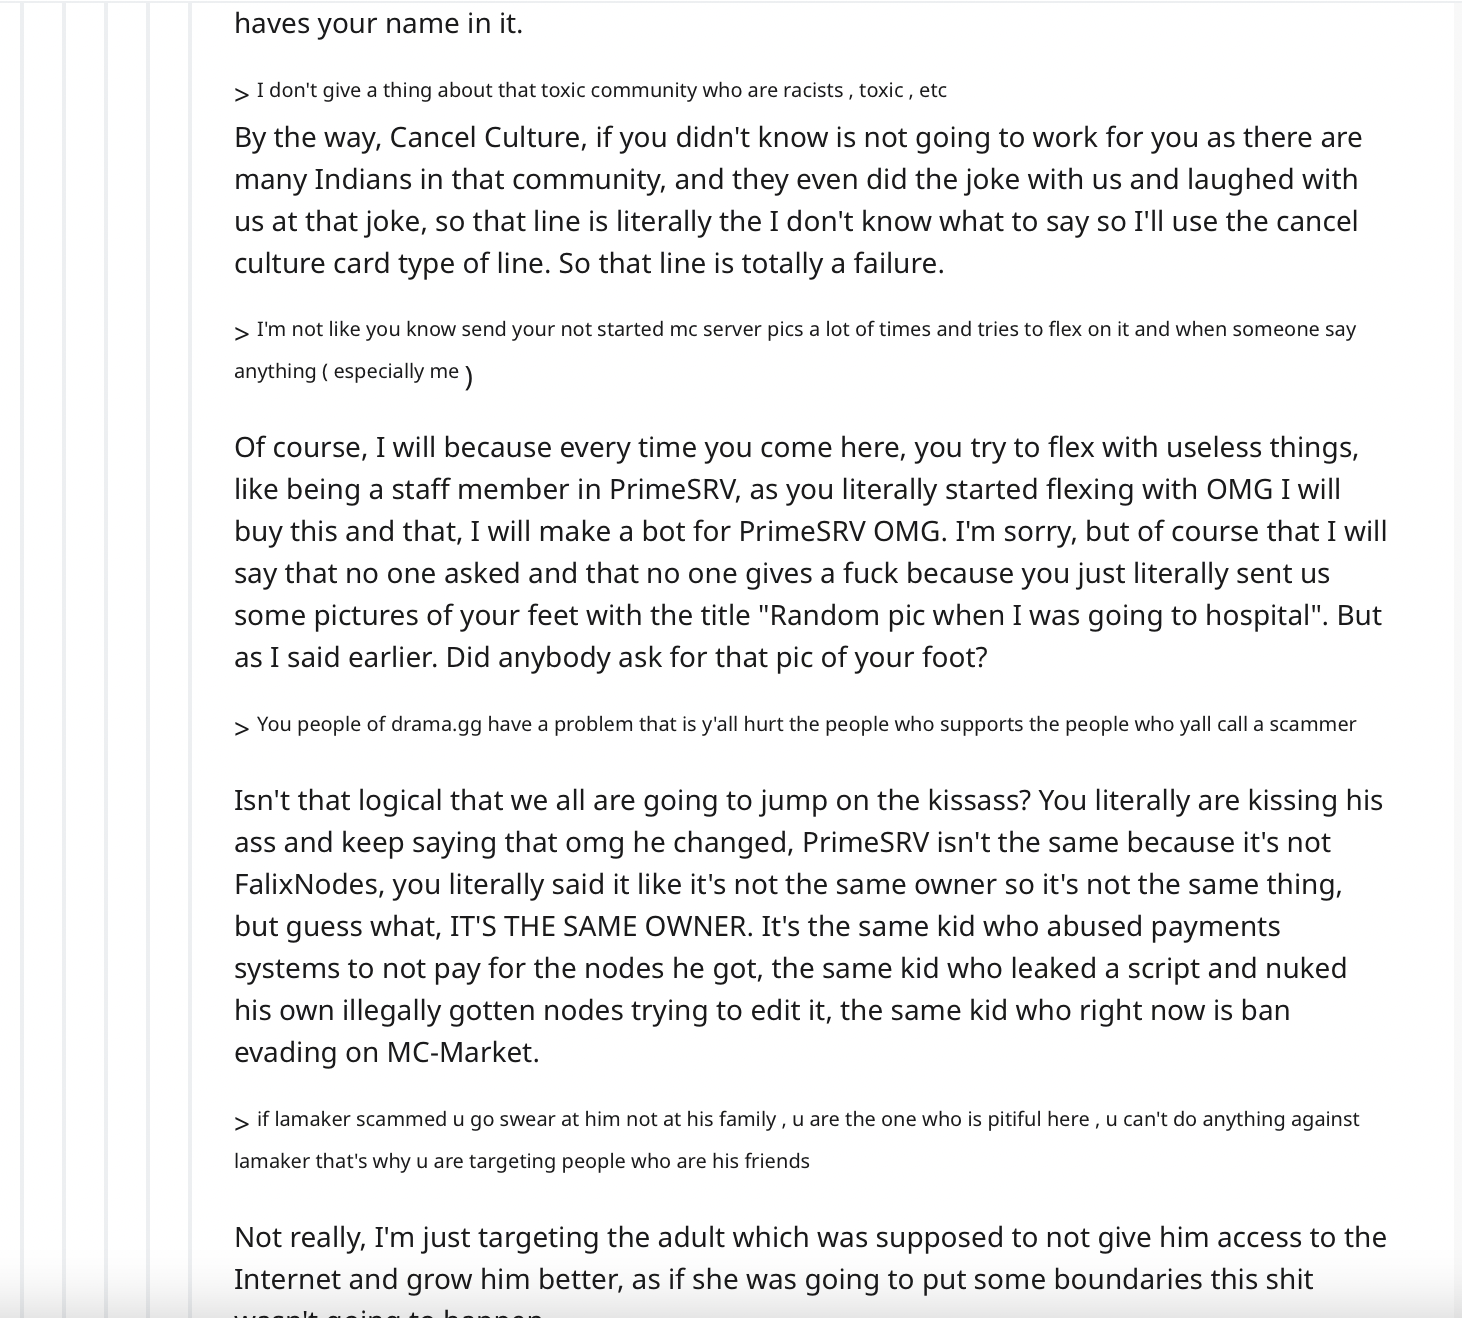 haves your name in it.
> I don't give a thing about that toxic community who are racists , toxic , etc
By the way, Cancel Culture, if you didn't know is not going to work for you as there are
many Indians in that community, and they even did the joke with us and laughed with
us at that joke, so that line is literally the I don't know what to say so I'll use the cancel
culture card type of line. So that line is totally a failure.
> I'm not like you know send your not started mc server pics a lot of times and tries to flex on it and when someone say
anything ( especially me )
Of course, I will because every time you come here, you try to flex with useless things,
like being a staff member in PrimeSRV, as you literally started flexing with OMG I will
buy this and that, I will make a bot for PrimeSRV OMG. I'm sorry, but of course that I will
say that no one asked and that no one gives a fuck because you just literally sent us
some pictures of your feet with the title "Random pic when I was going to hospital". But
as I said earlier. Did anybody ask for that pic of your foot?
> You people of drama.gg have a problem that is y'all hurt the people who supports the people who yall call a scammer
Isn't that logical that we all are going to jump on the kissass? You literally are kissing his
ass and keep saying that omg he changed, PrimeSRV isn't the same because it's not
FalixNodes, you literally said it like it's not the same owner so it's not the same thing,
but guess what, IT'S THE SAME OWNER. It's the same kid who abused payments
systems to not pay for the nodes he got, the same kid who leaked a script and nuked
his own illegally gotten nodes trying to edit it, the same kid who right now is ban
evading on MC-Market.
> if lamaker scammed u go swear at him not at his family , u are the one who is pitiful here , u can't do anything against
lamaker that's why u are targeting people who are his friends
Not really, I'm just targeting the adult which was supposed to not give him access to the
Internet and grow him better, as if she was going to put some boundaries this shit
wasn't going to happen